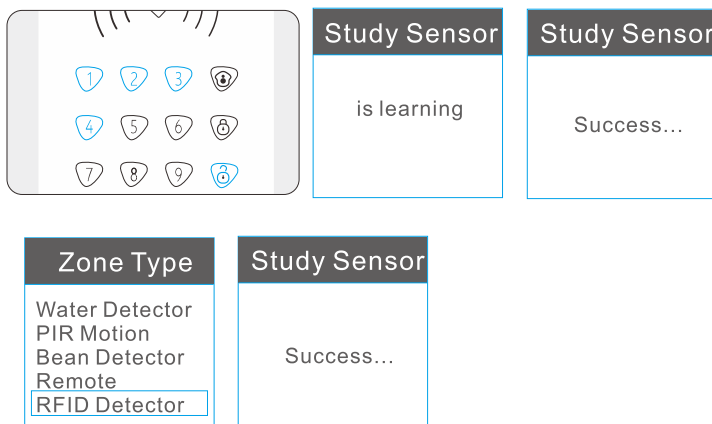 Study Sensor
Study Sensor
1 2 3
is learning
Success...
4 5 6
7 8 9
Zone Type
Study Sensor
Water Detector
PIR Motion
Bean Detector
Success...
Remote
RFID Detector